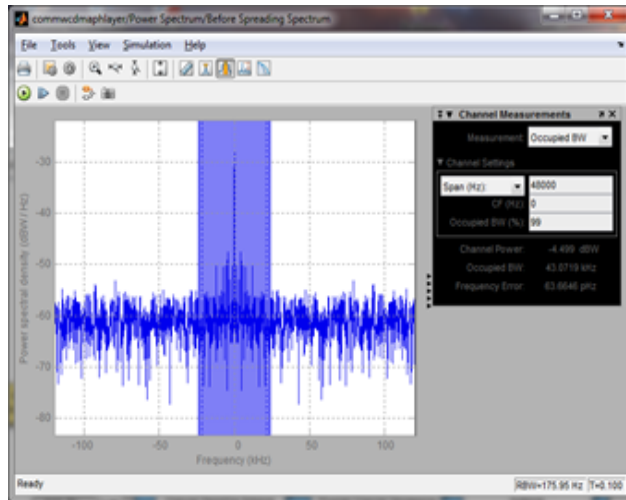 commwcdmaphlayer/Power Spectrum/Before Spreading Spectrum
File Tools View Simulation Help
Channel Measurements
Measurement: Occupied BW
Channel Settings
Span (Hz): 48000
CF (Hz): 0
Occupied BW (%): 99
Channel Power: -4.499 dBW
Occupied BW: 43.0719 kHz
Frequency Error: 63.6646 pHz
Power spectral density (dBW / Hz)
-30
-40
-50
-60
-70
-80
-100 -50 0 50 100
Frequency (kHz)
Ready RBW=175.95 Hz T=0.100